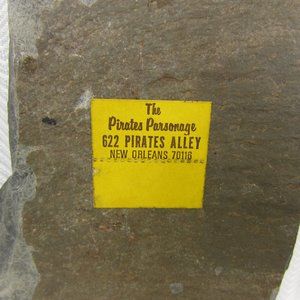 The
Pirates Parsonage
622 PIRATES ALLEY
NEW ORLEANS 70116